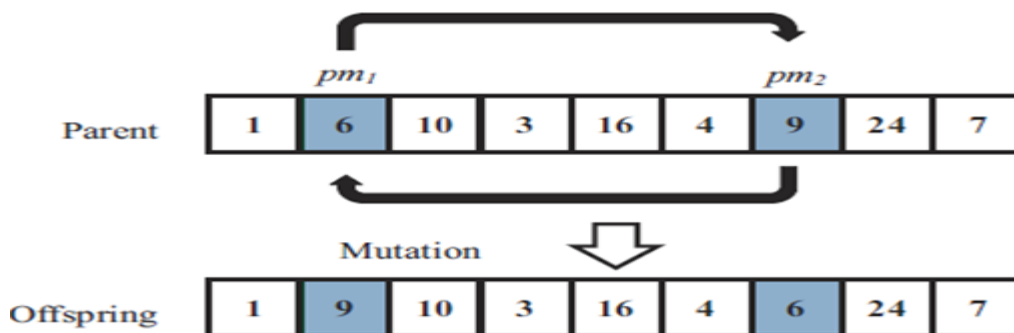 pm₁ pm₂
Parent 1 6 10 3 16 4 9 24 7
Mutation
Offspring 1 9 10 3 16 4 6 24 7